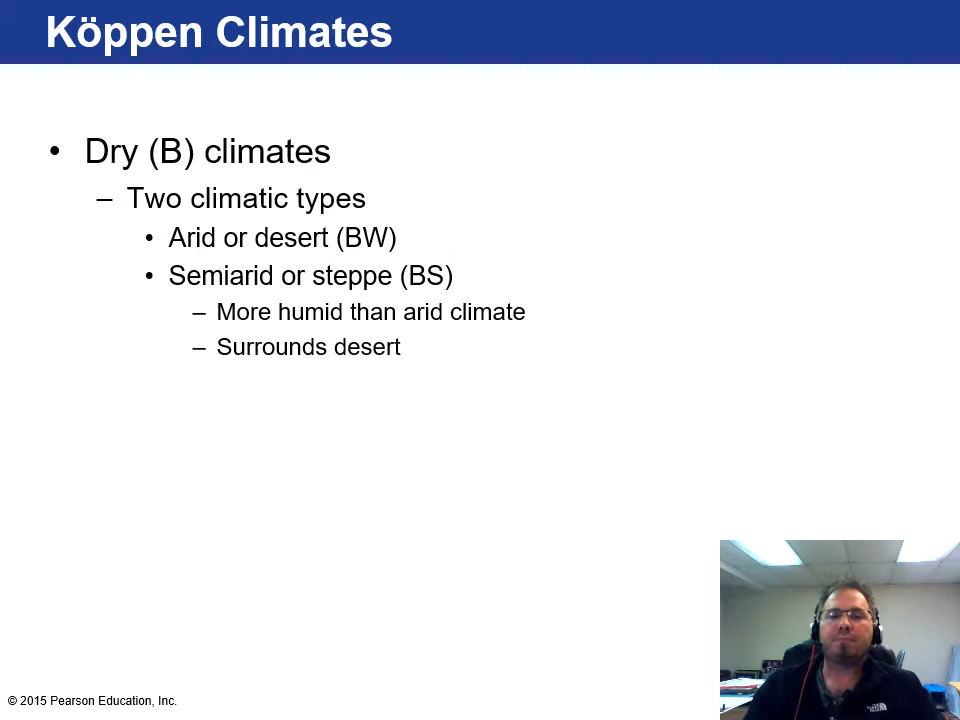 Köppen Climates
• Dry (B) climates
– Two climatic types
• Arid or desert (BW)
• Semiarid or steppe (BS)
– More humid than arid climate
– Surrounds desert
© 2015 Pearson Education, Inc.